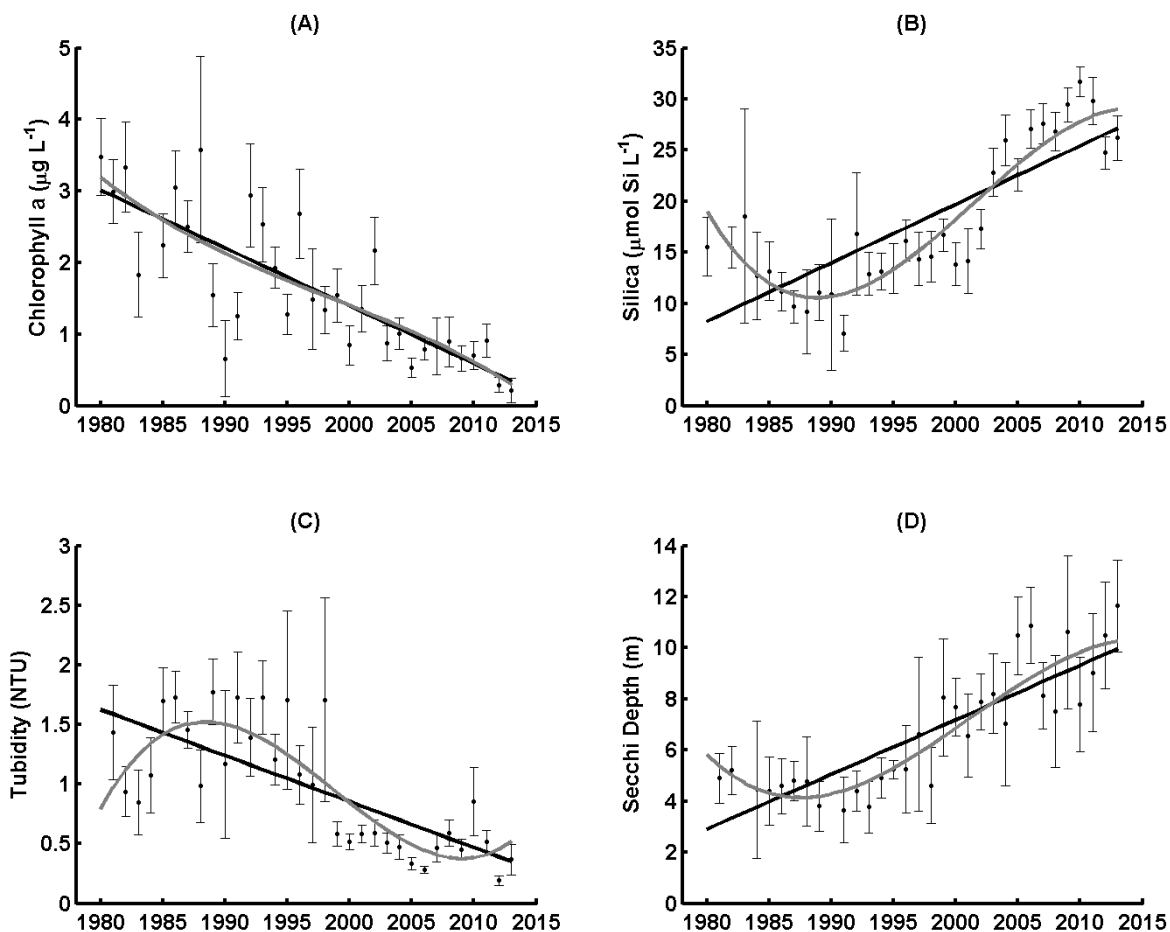 (A)
Chlorophyll a (μg L⁻¹)
5
4
3
2
1
0
1980 1985 1990 1995 2000 2005 2010 2015
(B)
Silica (μmol Si L⁻¹)
35
30
25
20
15
10
5
0
1980 1985 1990 1995 2000 2005 2010 2015
(C)
Tubidity (NTU)
3
2.5
2
1.5
1
0.5
0
1980 1985 1990 1995 2000 2005 2010 2015
(D)
Secchi Depth (m)
14
12
10
8
6
4
2
0
1980 1985 1990 1995 2000 2005 2010 2015